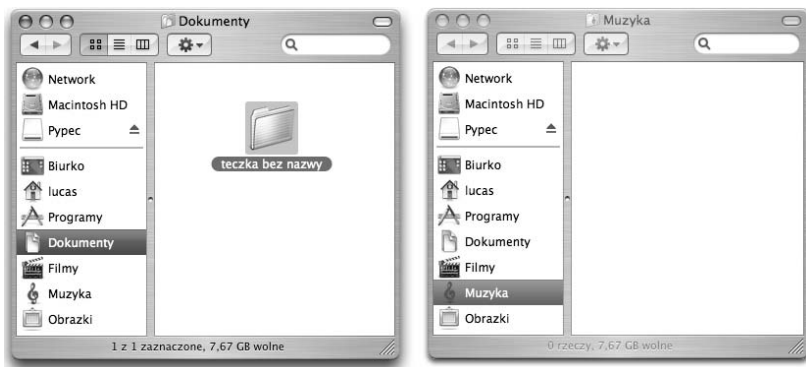 Dokumenty
Network
Macintosh HD
Pypec
Biurko
lucas
Programy
Dokumenty
Filmy
Muzyka
Obrazki
teczka bez nazwy
1 z 1 zaznaczone, 7,67 GB wolne
Muzyka
Network
Macintosh HD
Pypec
Biurko
lucas
Programy
Dokumenty
Filmy
Muzyka
Obrazki
0 rzeczy, 7,67 GB wolne